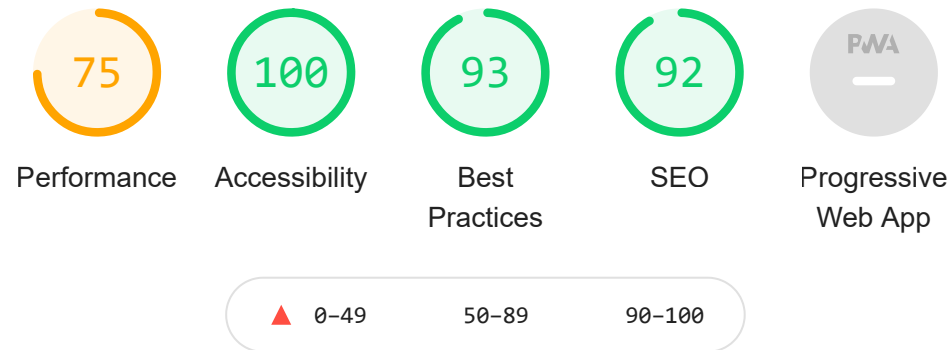 75
100
93
92
PWA
Performance
Accessibility
Best
Practices
SEO
Progressive
Web App
0–49
50–89
90–100